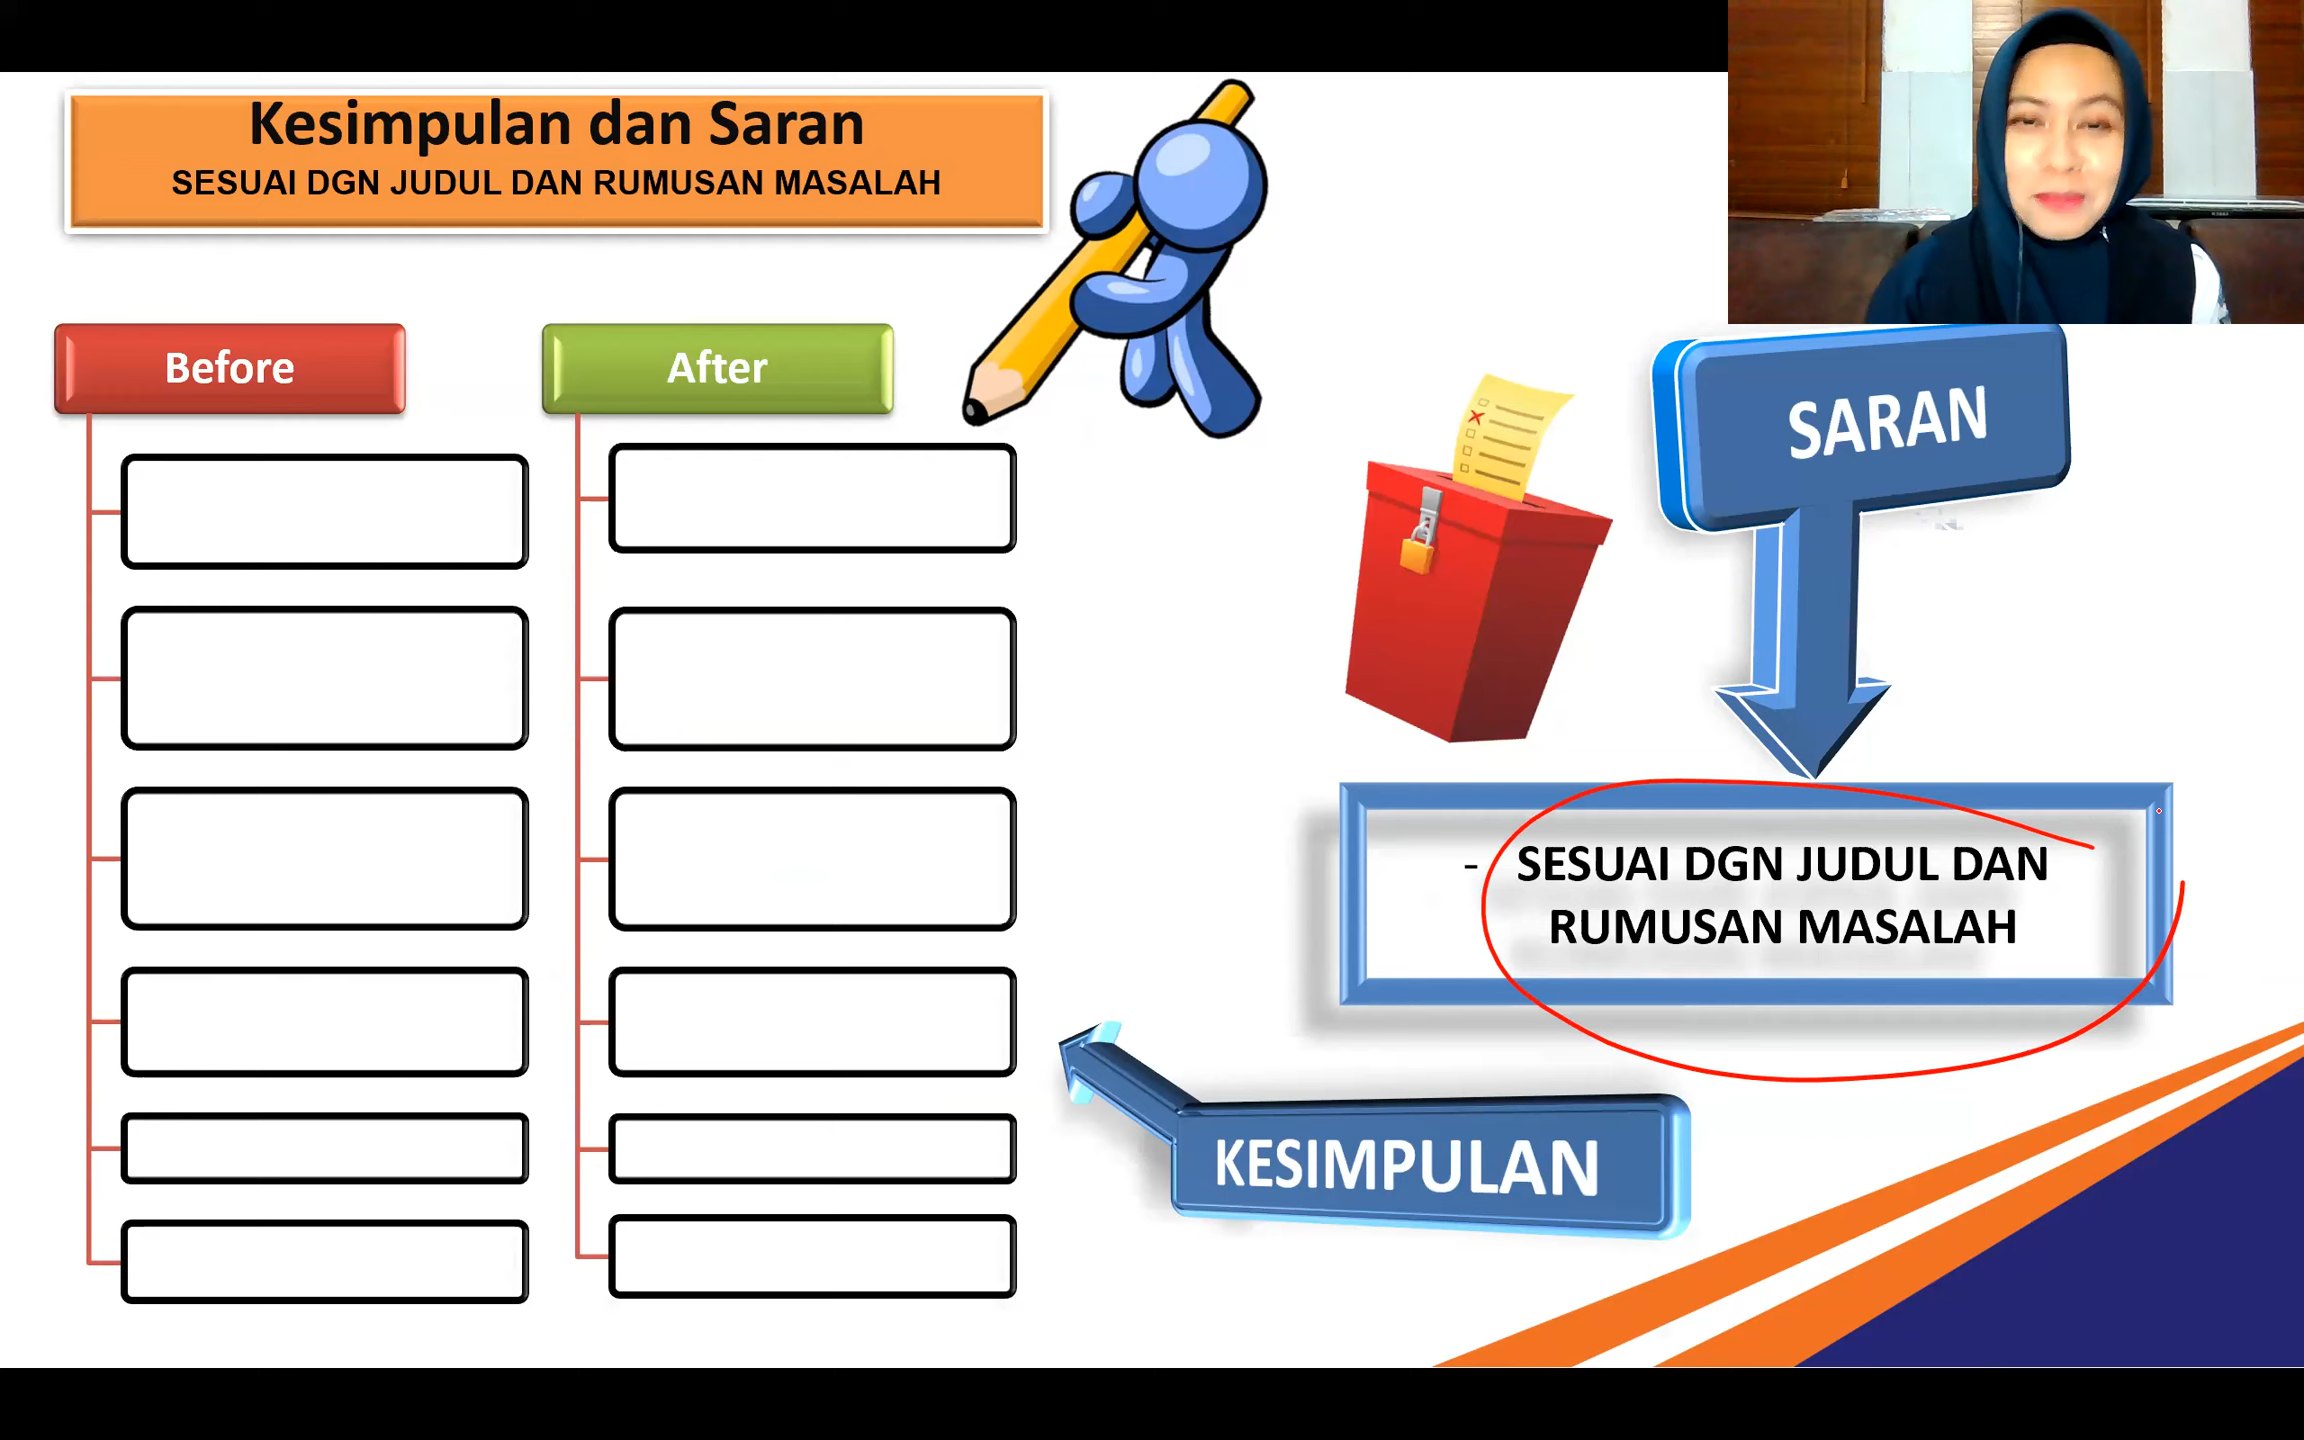 Kesimpulan dan Saran
SESUAI DGN JUDUL DAN RUMUSAN MASALAH
Before
After
SARAN
- SESUAI DGN JUDUL DAN
RUMUSAN MASALAH
KESIMPULAN